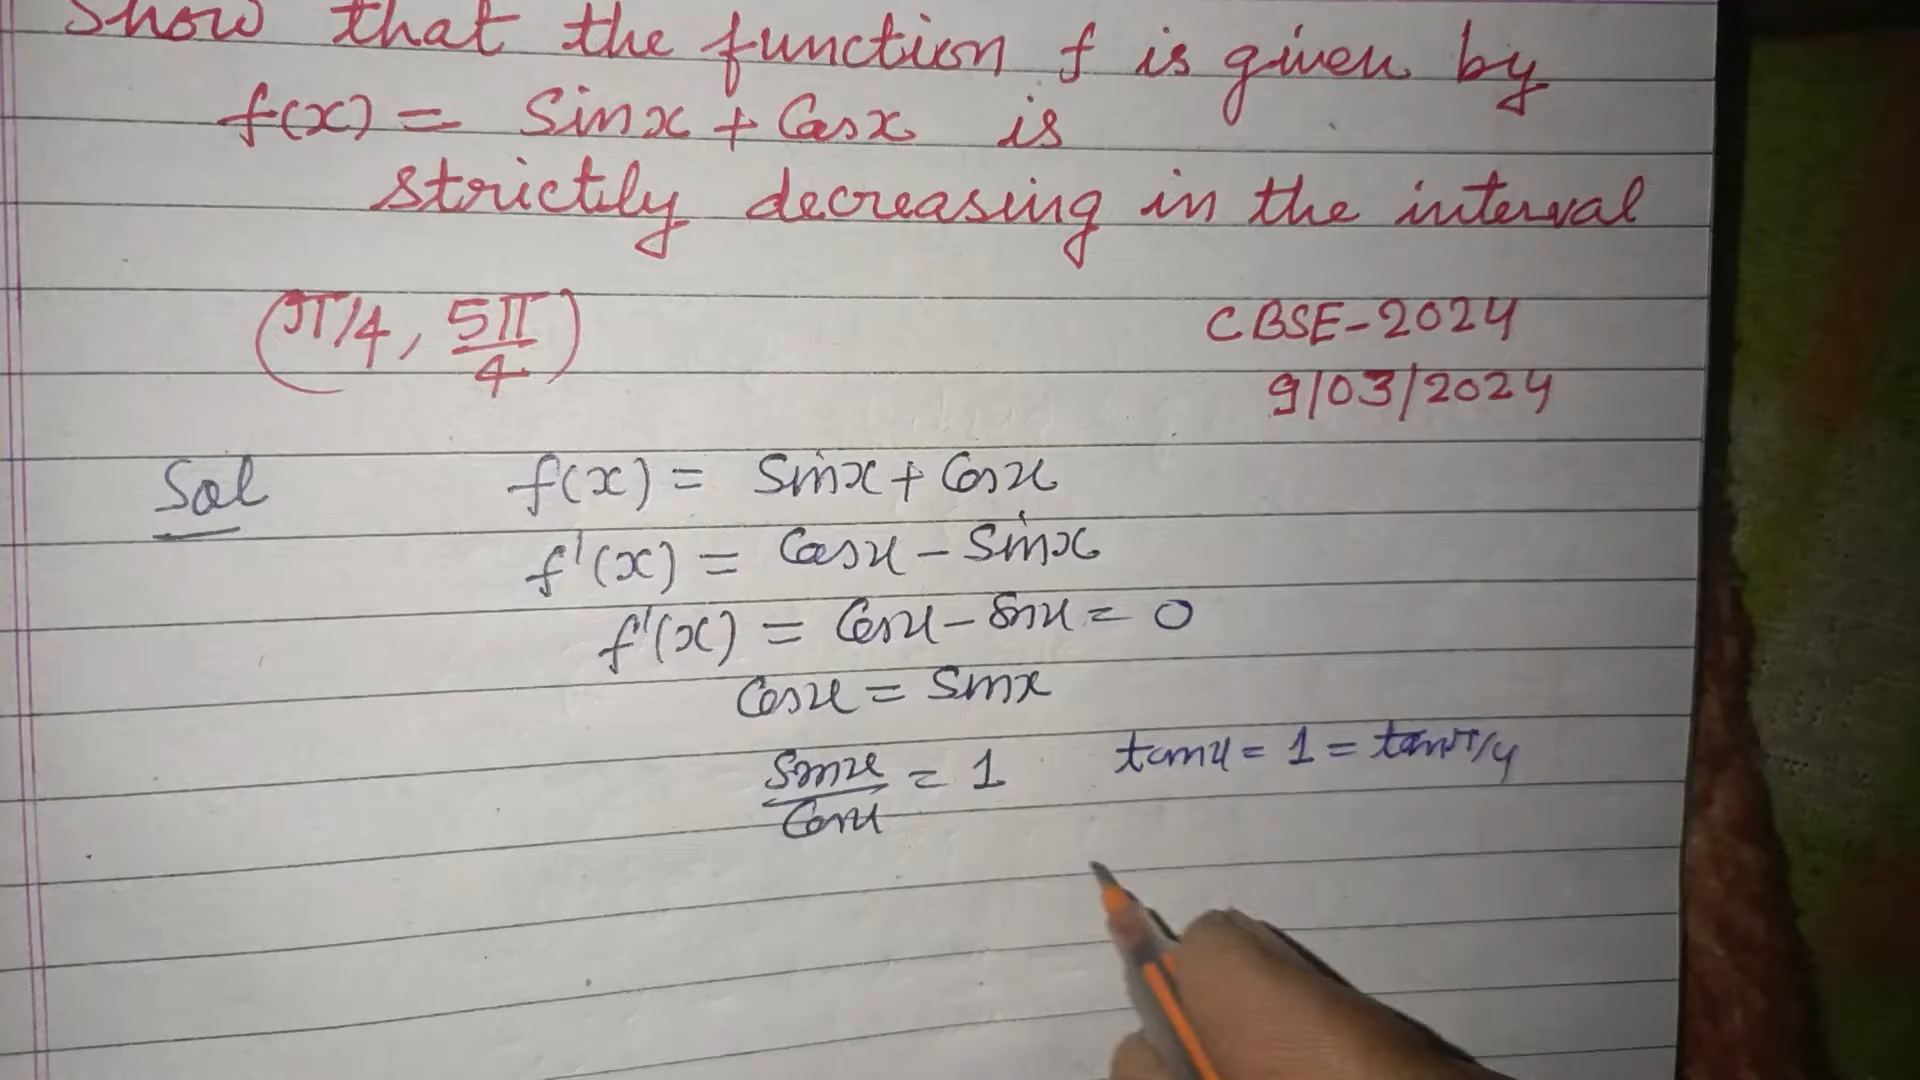 Show that the function f is given by
f(x) = Sinx + Cosx is
strictly decreasing in the interval
(π/4, 5π/4)
CBSE-2024
9/03/2024
Sol f(x) = Sinx + Cosx
f'(x) = Cosx - Sinx
f'(x) = Cosx - Sinx = 0
Cosx = Sinx
Sinx/Cosx = 1 tanx = 1 = tanπ/4